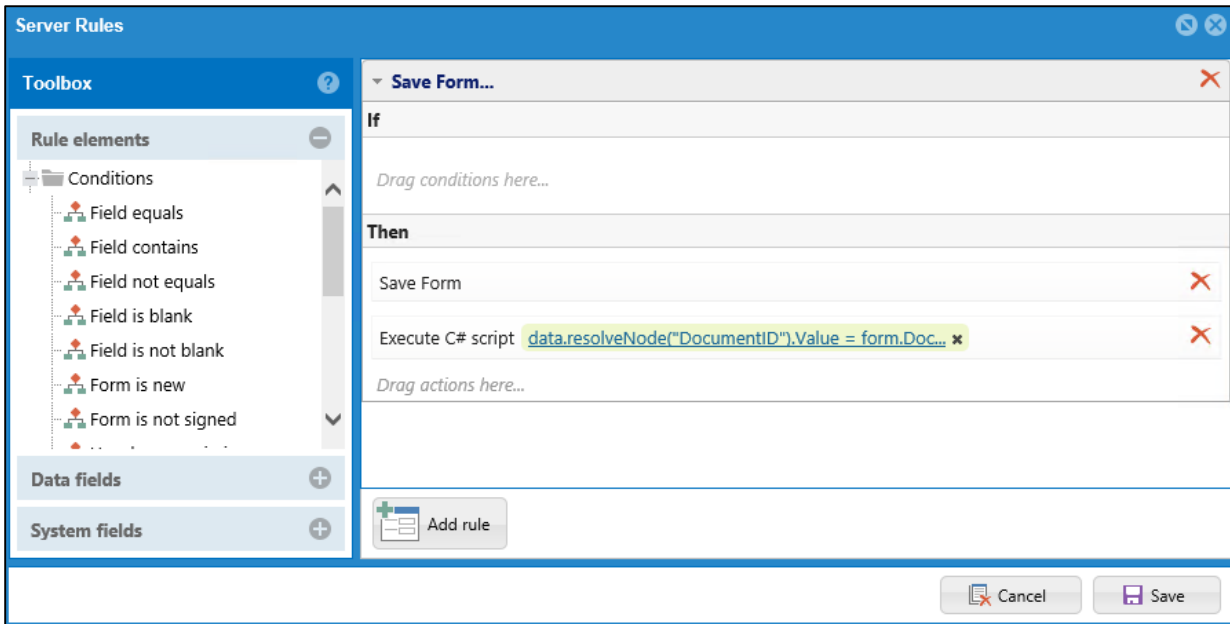 Server Rules
Toolbox
Rule elements
Conditions
Field equals
Field contains
Field not equals
Field is blank
Field is not blank
Form is new
Form is not signed
Data fields
System fields
Save Form...
If
Drag conditions here...
Then
Save Form
Execute C# script data.resolveNode("DocumentID").Value = form.Doc...
Drag actions here...
Add rule
Cancel
Save